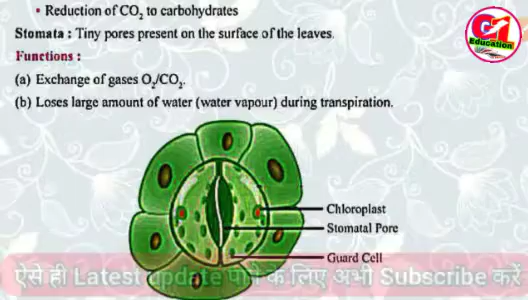 • Reduction of CO₂ to carbohydrates
Stomata : Tiny pores present on the surface of the leaves.
Functions :
(a) Exchange of gases O₂/CO₂.
(b) Loses large amount of water (water vapour) during transpiration.
Chloroplast
Stomatal Pore
Guard Cell
ऐसे ही Latest update पाने के लिए अभी Subscribe करें
Education